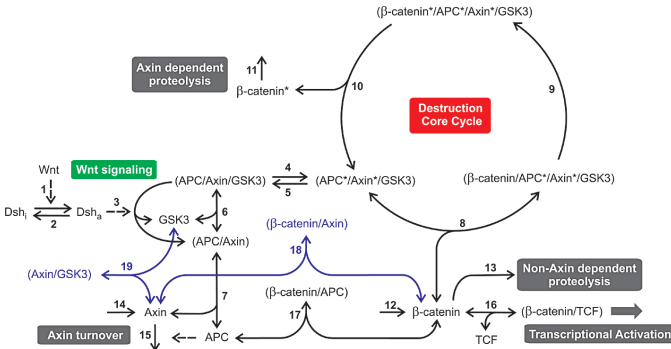 (β-catenin*/APC*/Axin*/GSK3)
Axin dependent
proteolysis
11
β-catenin*
10
9
Destruction
Core Cycle
Wnt
Wnt signaling
1
Dsh i
2
Dsh a
3
(APC/Axin/GSK3)
4
5
(APC*/Axin*/GSK3)
(β-catenin/APC*/Axin*/GSK3)
GSK3
6
(APC/Axin)
(β-catenin/Axin)
18
8
(Axin/GSK3)
19
7
(β-catenin/APC)
13
Non-Axin dependent
proteolysis
14
Axin
17
12
β-catenin
16
(β-catenin/TCF)
Axin turnover
15
APC
TCF
Transcriptional Activation